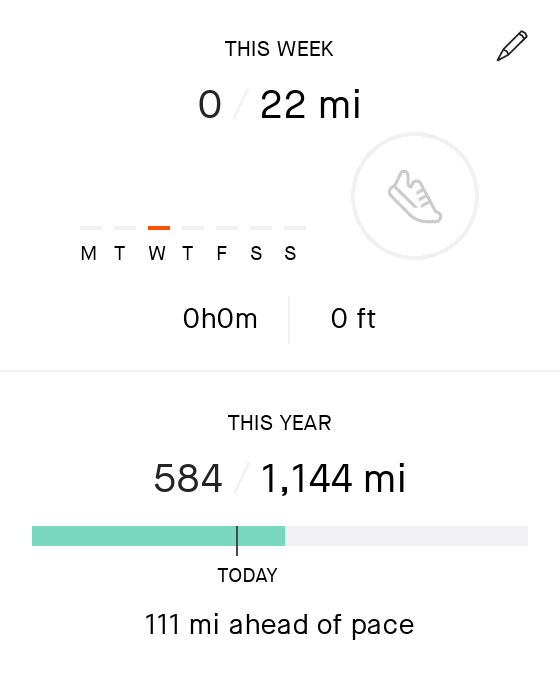 THIS WEEK
0 / 22 mi
M T W T F S S
0h0m 0 ft
THIS YEAR
584 / 1,144 mi
TODAY
111 mi ahead of pace